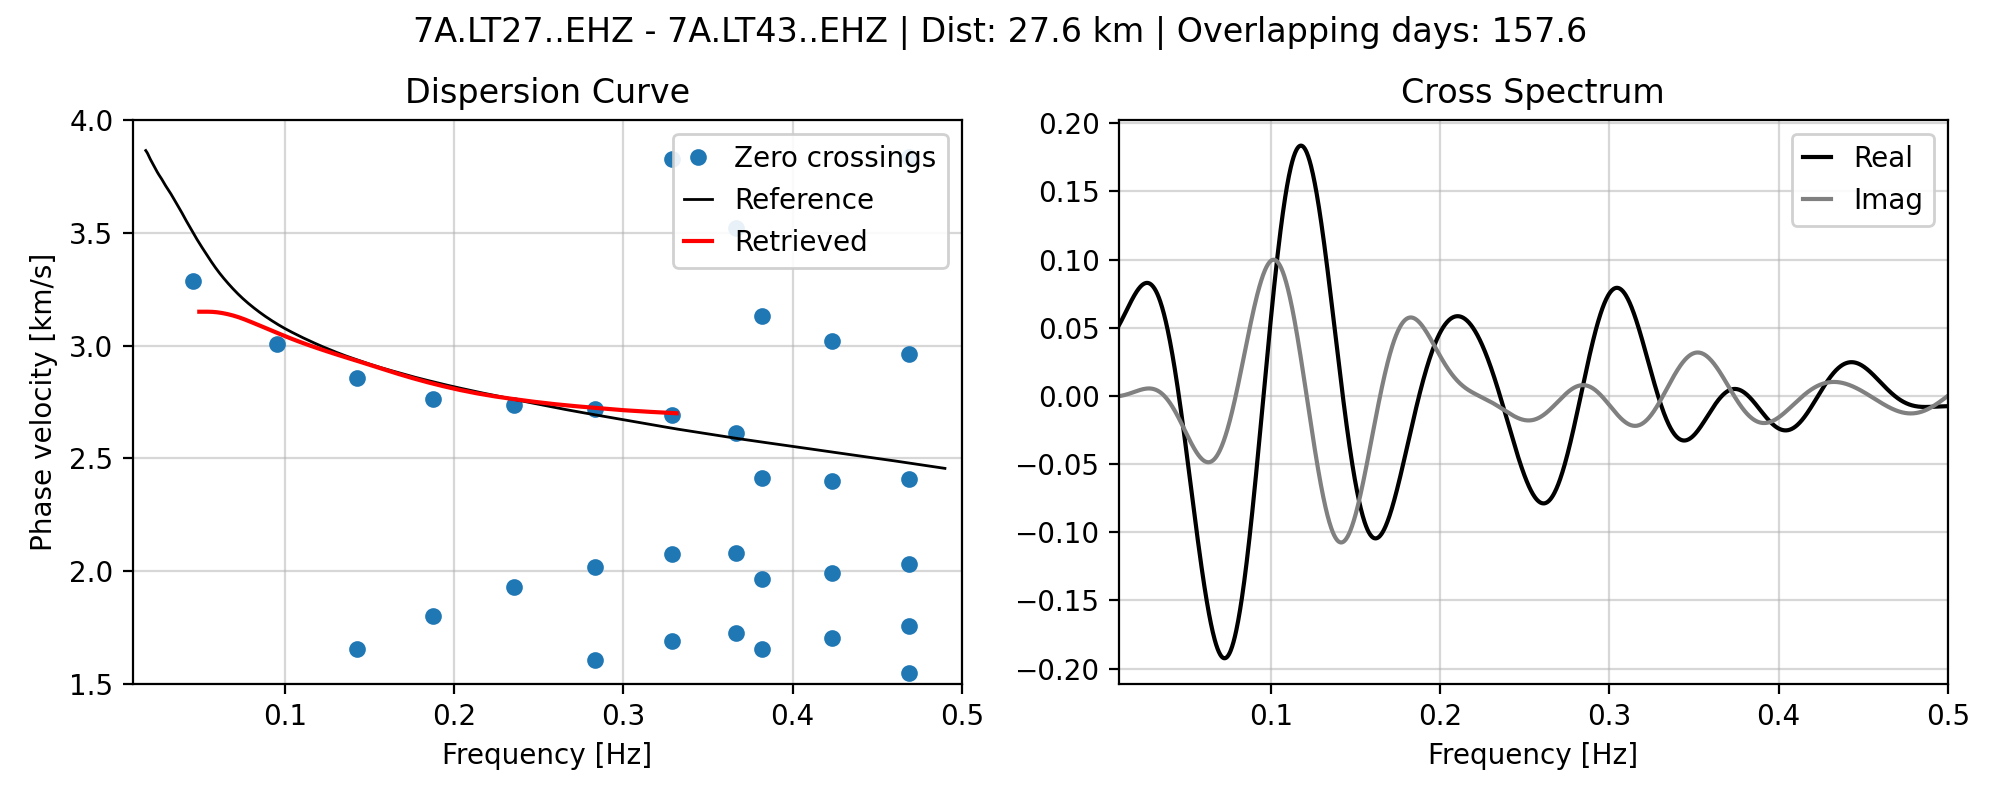 7A.LT27..EHZ - 7A.LT43..EHZ | Dist: 27.6 km | Overlapping days: 157.6
Dispersion Curve
4.0
3.5
3.0
2.5
2.0
1.5
Phase velocity [km/s]
Zero crossings
Reference
Retrieved
0.1
0.2
0.3
0.4
0.5
Frequency [Hz]
Cross Spectrum
0.20
0.15
0.10
0.05
0.00
−0.05
−0.10
−0.15
−0.20
Real
Imag
0.1
0.2
0.3
0.4
0.5
Frequency [Hz]